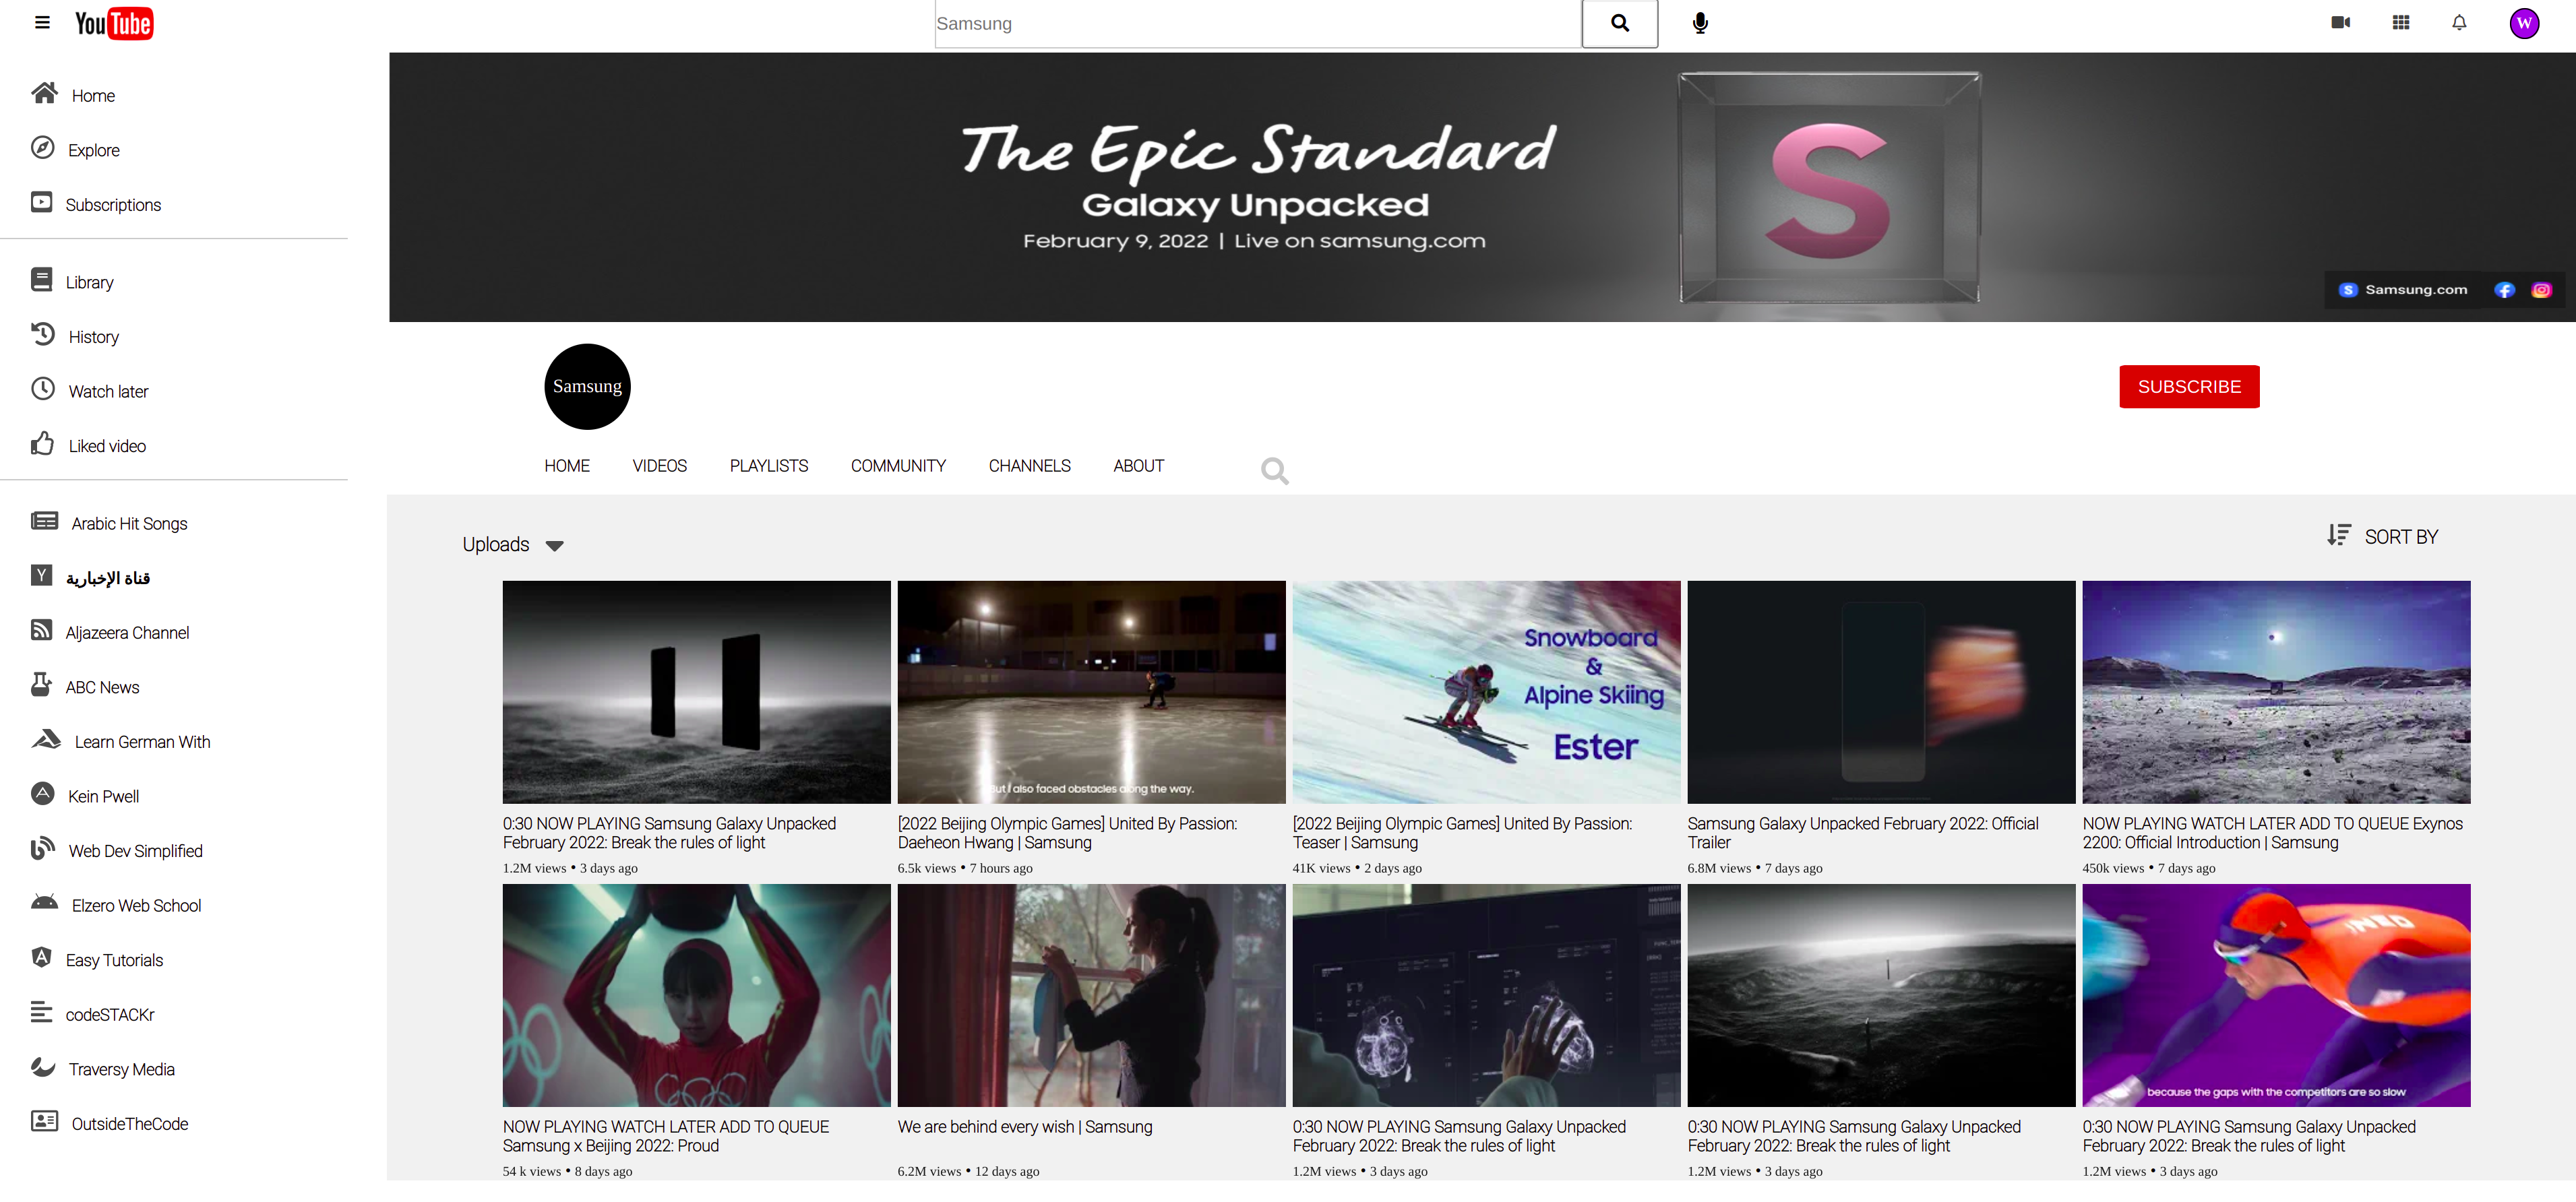 YouTube
Samsung
W
Home
Explore
Subscriptions
Library
History
Watch later
Liked video
Arabic Hit Songs
Y قناة الإخبارية
Aljazeera Channel
ABC News
Learn German With
Kein Pwell
Web Dev Simplified
Elzero Web School
Easy Tutorials
codeSTACKr
Traversy Media
OutsideTheCode
The Epic Standard
Galaxy Unpacked
February 9, 2022 | Live on samsung.com
S
S Samsung.com
Samsung
SUBSCRIBE
HOME VIDEOS PLAYLISTS COMMUNITY CHANNELS ABOUT
Uploads
SORT BY
But I also faced obstacles along the way.
Snowboard
&
Alpine Skiing
Ester
0:30 NOW PLAYING Samsung Galaxy Unpacked
February 2022: Break the rules of light
1.2M views • 3 days ago
[2022 Beijing Olympic Games] United By Passion:
Daeheon Hwang | Samsung
6.5k views • 7 hours ago
[2022 Beijing Olympic Games] United By Passion:
Teaser | Samsung
41K views • 2 days ago
Samsung Galaxy Unpacked February 2022: Official
Trailer
6.8M views • 7 days ago
NOW PLAYING WATCH LATER ADD TO QUEUE Exynos
2200: Official Introduction | Samsung
450k views • 7 days ago
because the gaps with the competitors are so slow
NOW PLAYING WATCH LATER ADD TO QUEUE
Samsung x Beijing 2022: Proud
54 k views • 8 days ago
We are behind every wish | Samsung
6.2M views • 12 days ago
0:30 NOW PLAYING Samsung Galaxy Unpacked
February 2022: Break the rules of light
1.2M views • 3 days ago
0:30 NOW PLAYING Samsung Galaxy Unpacked
February 2022: Break the rules of light
1.2M views • 3 days ago
0:30 NOW PLAYING Samsung Galaxy Unpacked
February 2022: Break the rules of light
1.2M views • 3 days ago